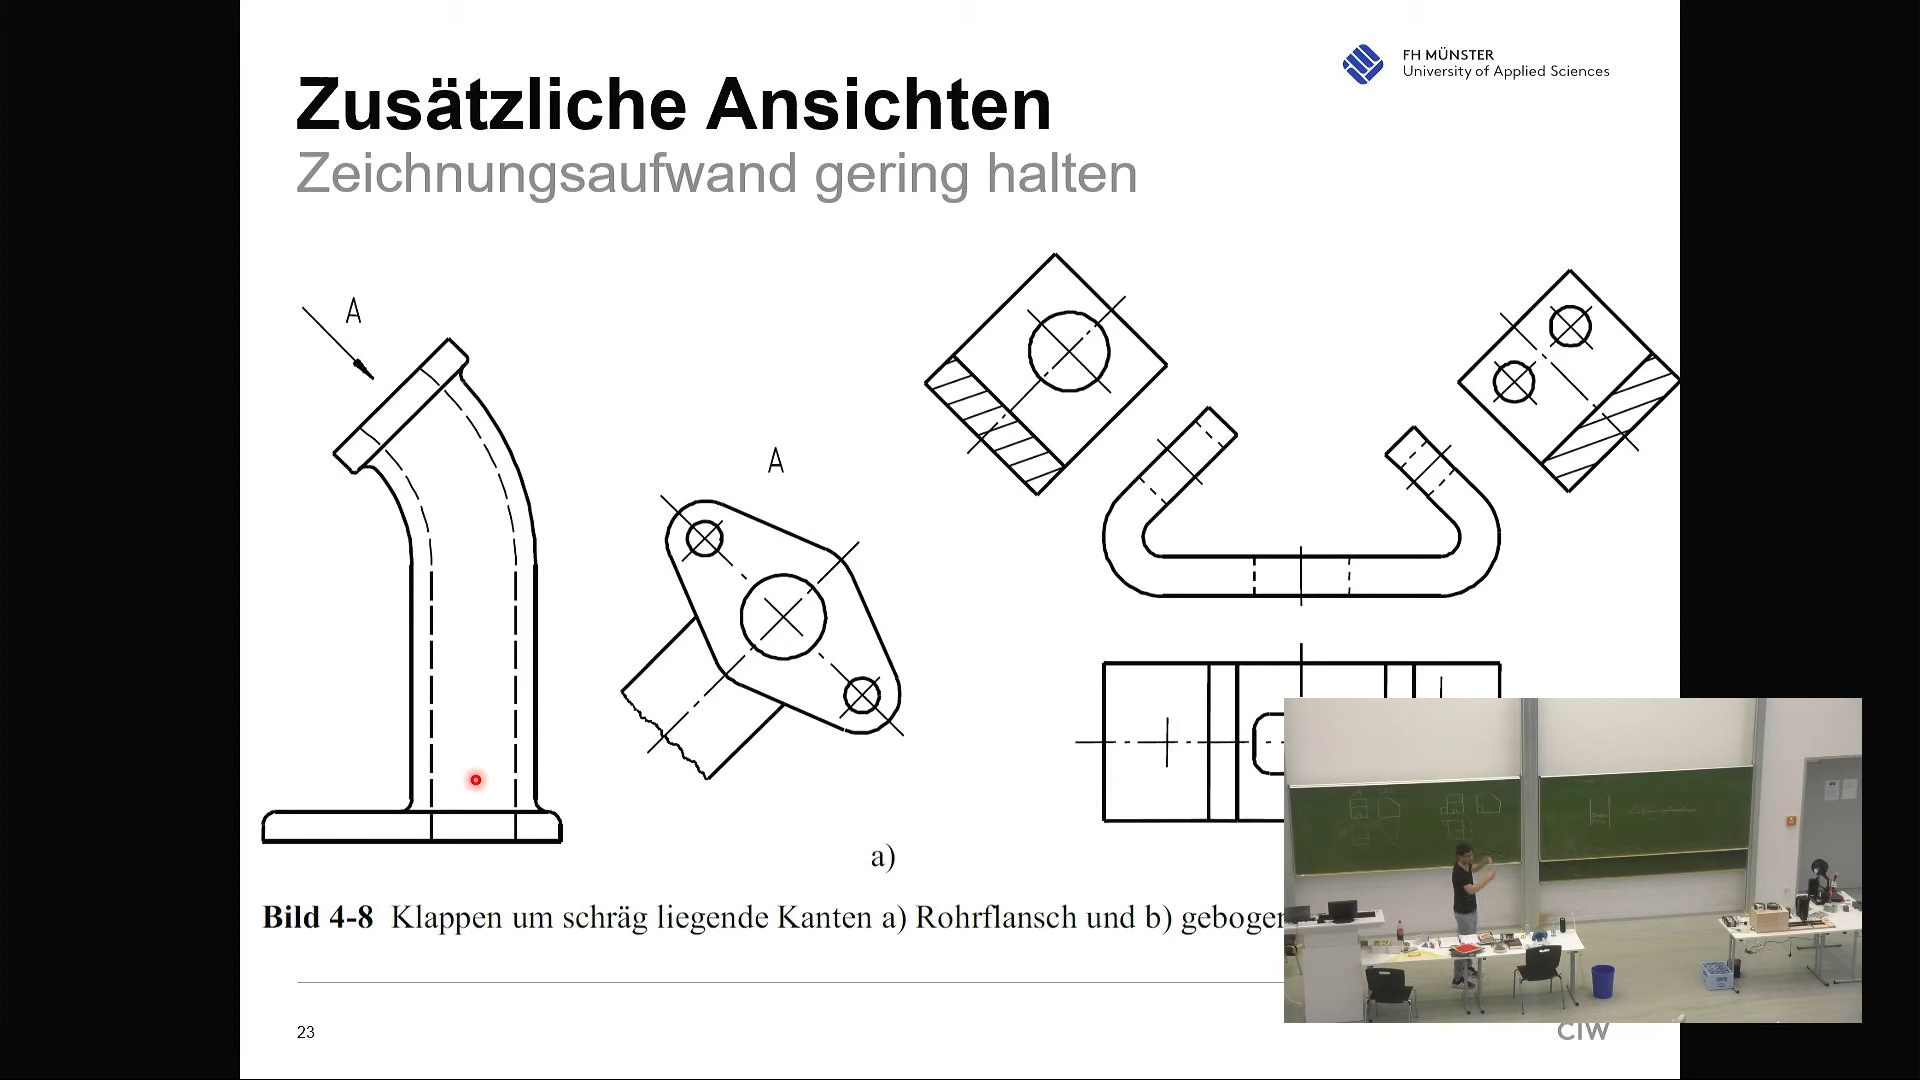 FH MÜNSTER
University of Applied Sciences
Zusätzliche Ansichten
Zeichnungsaufwand gering halten
A
A
a)
Bild 4-8 Klappen um schräg liegende Kanten a) Rohrflansch und b)
23
CIW